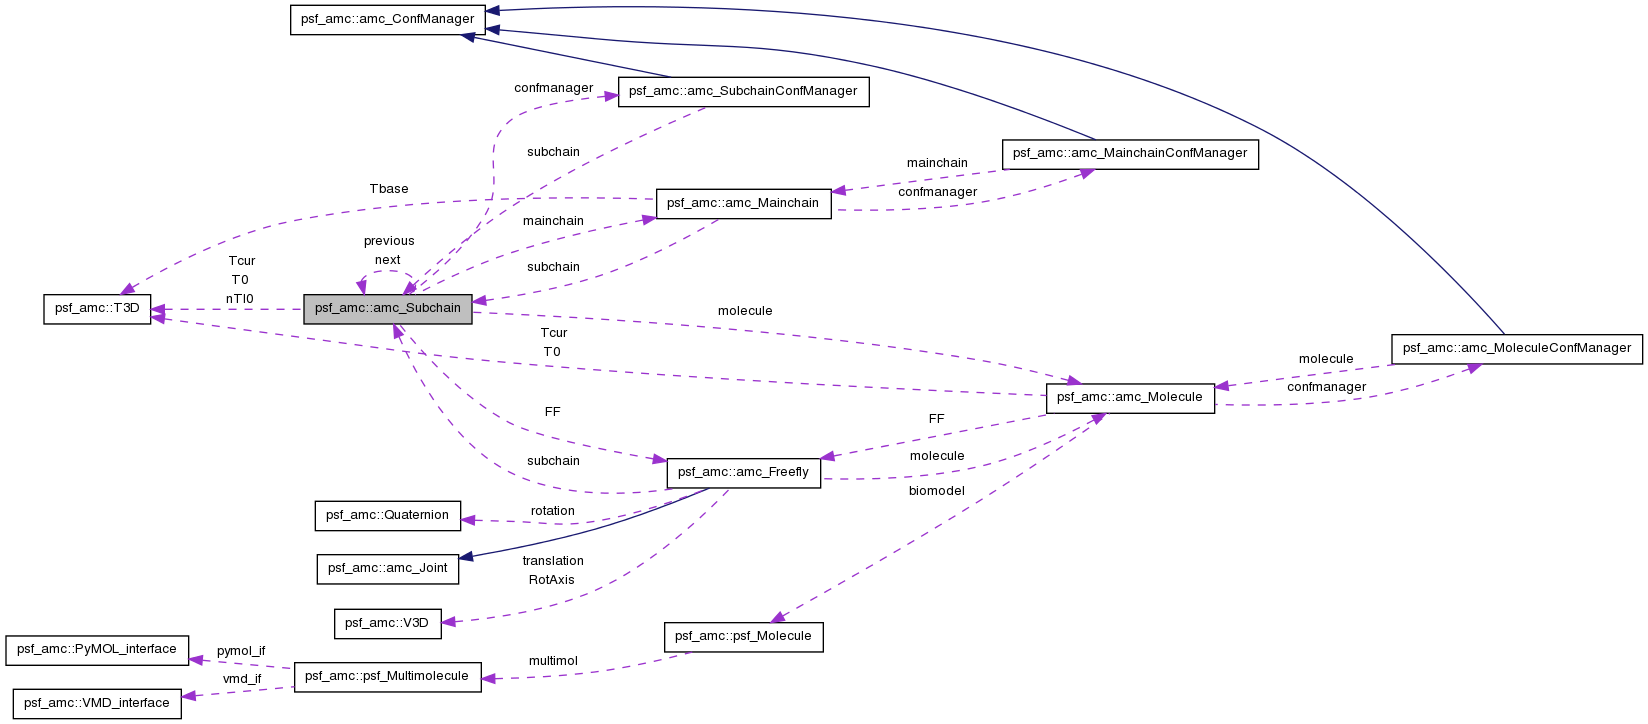 psf_amc::amc_ConfManager
confmanager
psf_amc::amc_SubchainConfManager
subchain
psf_amc::amc_MainchainConfManager
mainchain
Tbase
confmanager
psf_amc::amc_Mainchain
mainchain
previous
next
Tcur
T0
nTl0
subchain
psf_amc::T3D
psf_amc::amc_Subchain
molecule
Tcur
T0
psf_amc::amc_MoleculeConfManager
molecule
confmanager
psf_amc::amc_Molecule
FF
FF
molecule
subchain
psf_amc::amc_Freefly
biomodel
psf_amc::Quaternion
rotation
psf_amc::amc_Joint
translation
RotAxis
psf_amc::V3D
psf_amc::psf_Molecule
psf_amc::PyMOL_interface
pymol_if
multimol
psf_amc::psf_Multimolecule
vmd_if
psf_amc::VMD_interface